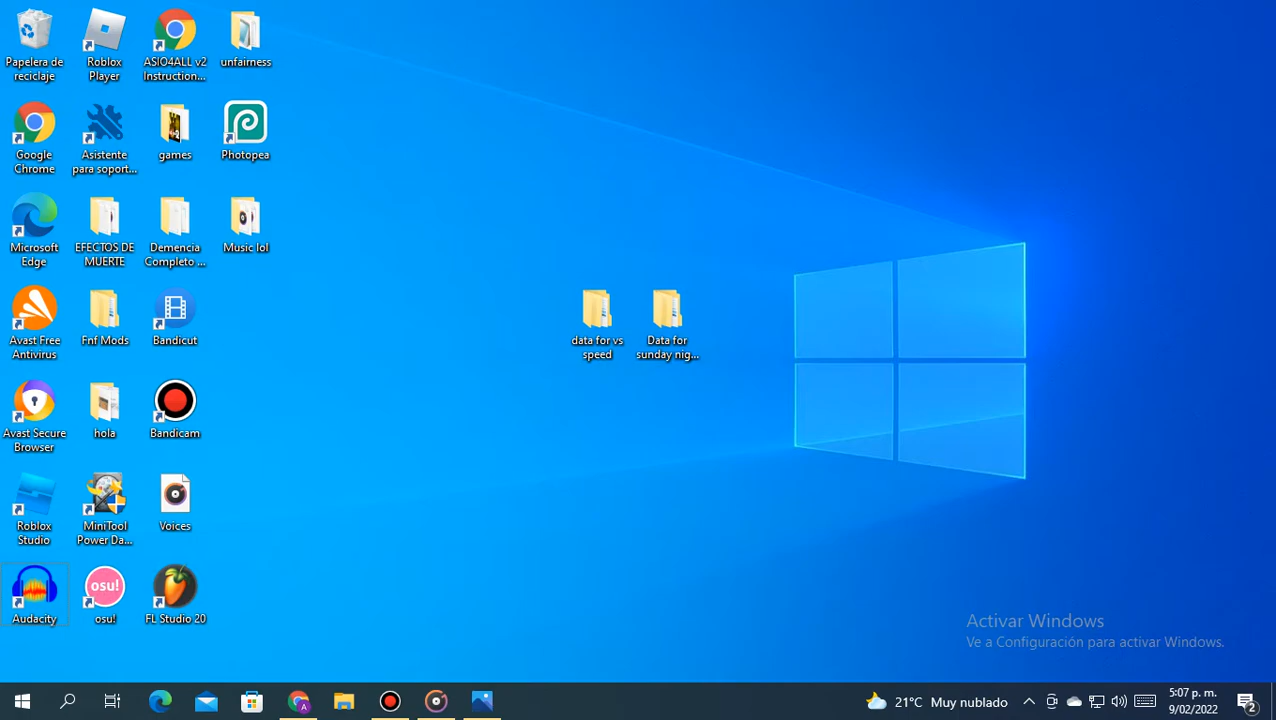 Papelera de
reciclaje
Roblox
Player
ASIO4ALL v2
Instruction...
unfairness
Google
Chrome
Asistente
para soport...
games
Photopea
Microsoft
Edge
EFECTOS DE
MUERTE
Demencia
Completo ...
Music lol
Avast Free
Antivirus
Fnf Mods
Bandicut
data for vs
speed
Data for
sunday nig...
Avast Secure
Browser
hola
Bandicam
Roblox
Studio
MiniTool
Power Da...
Voices
Audacity
osu!
osu!
FL Studio 20
Activar Windows
Ve a Configuración para activar Windows.
A
21°C Muy nublado
5:07 p. m.
9/02/2022
2